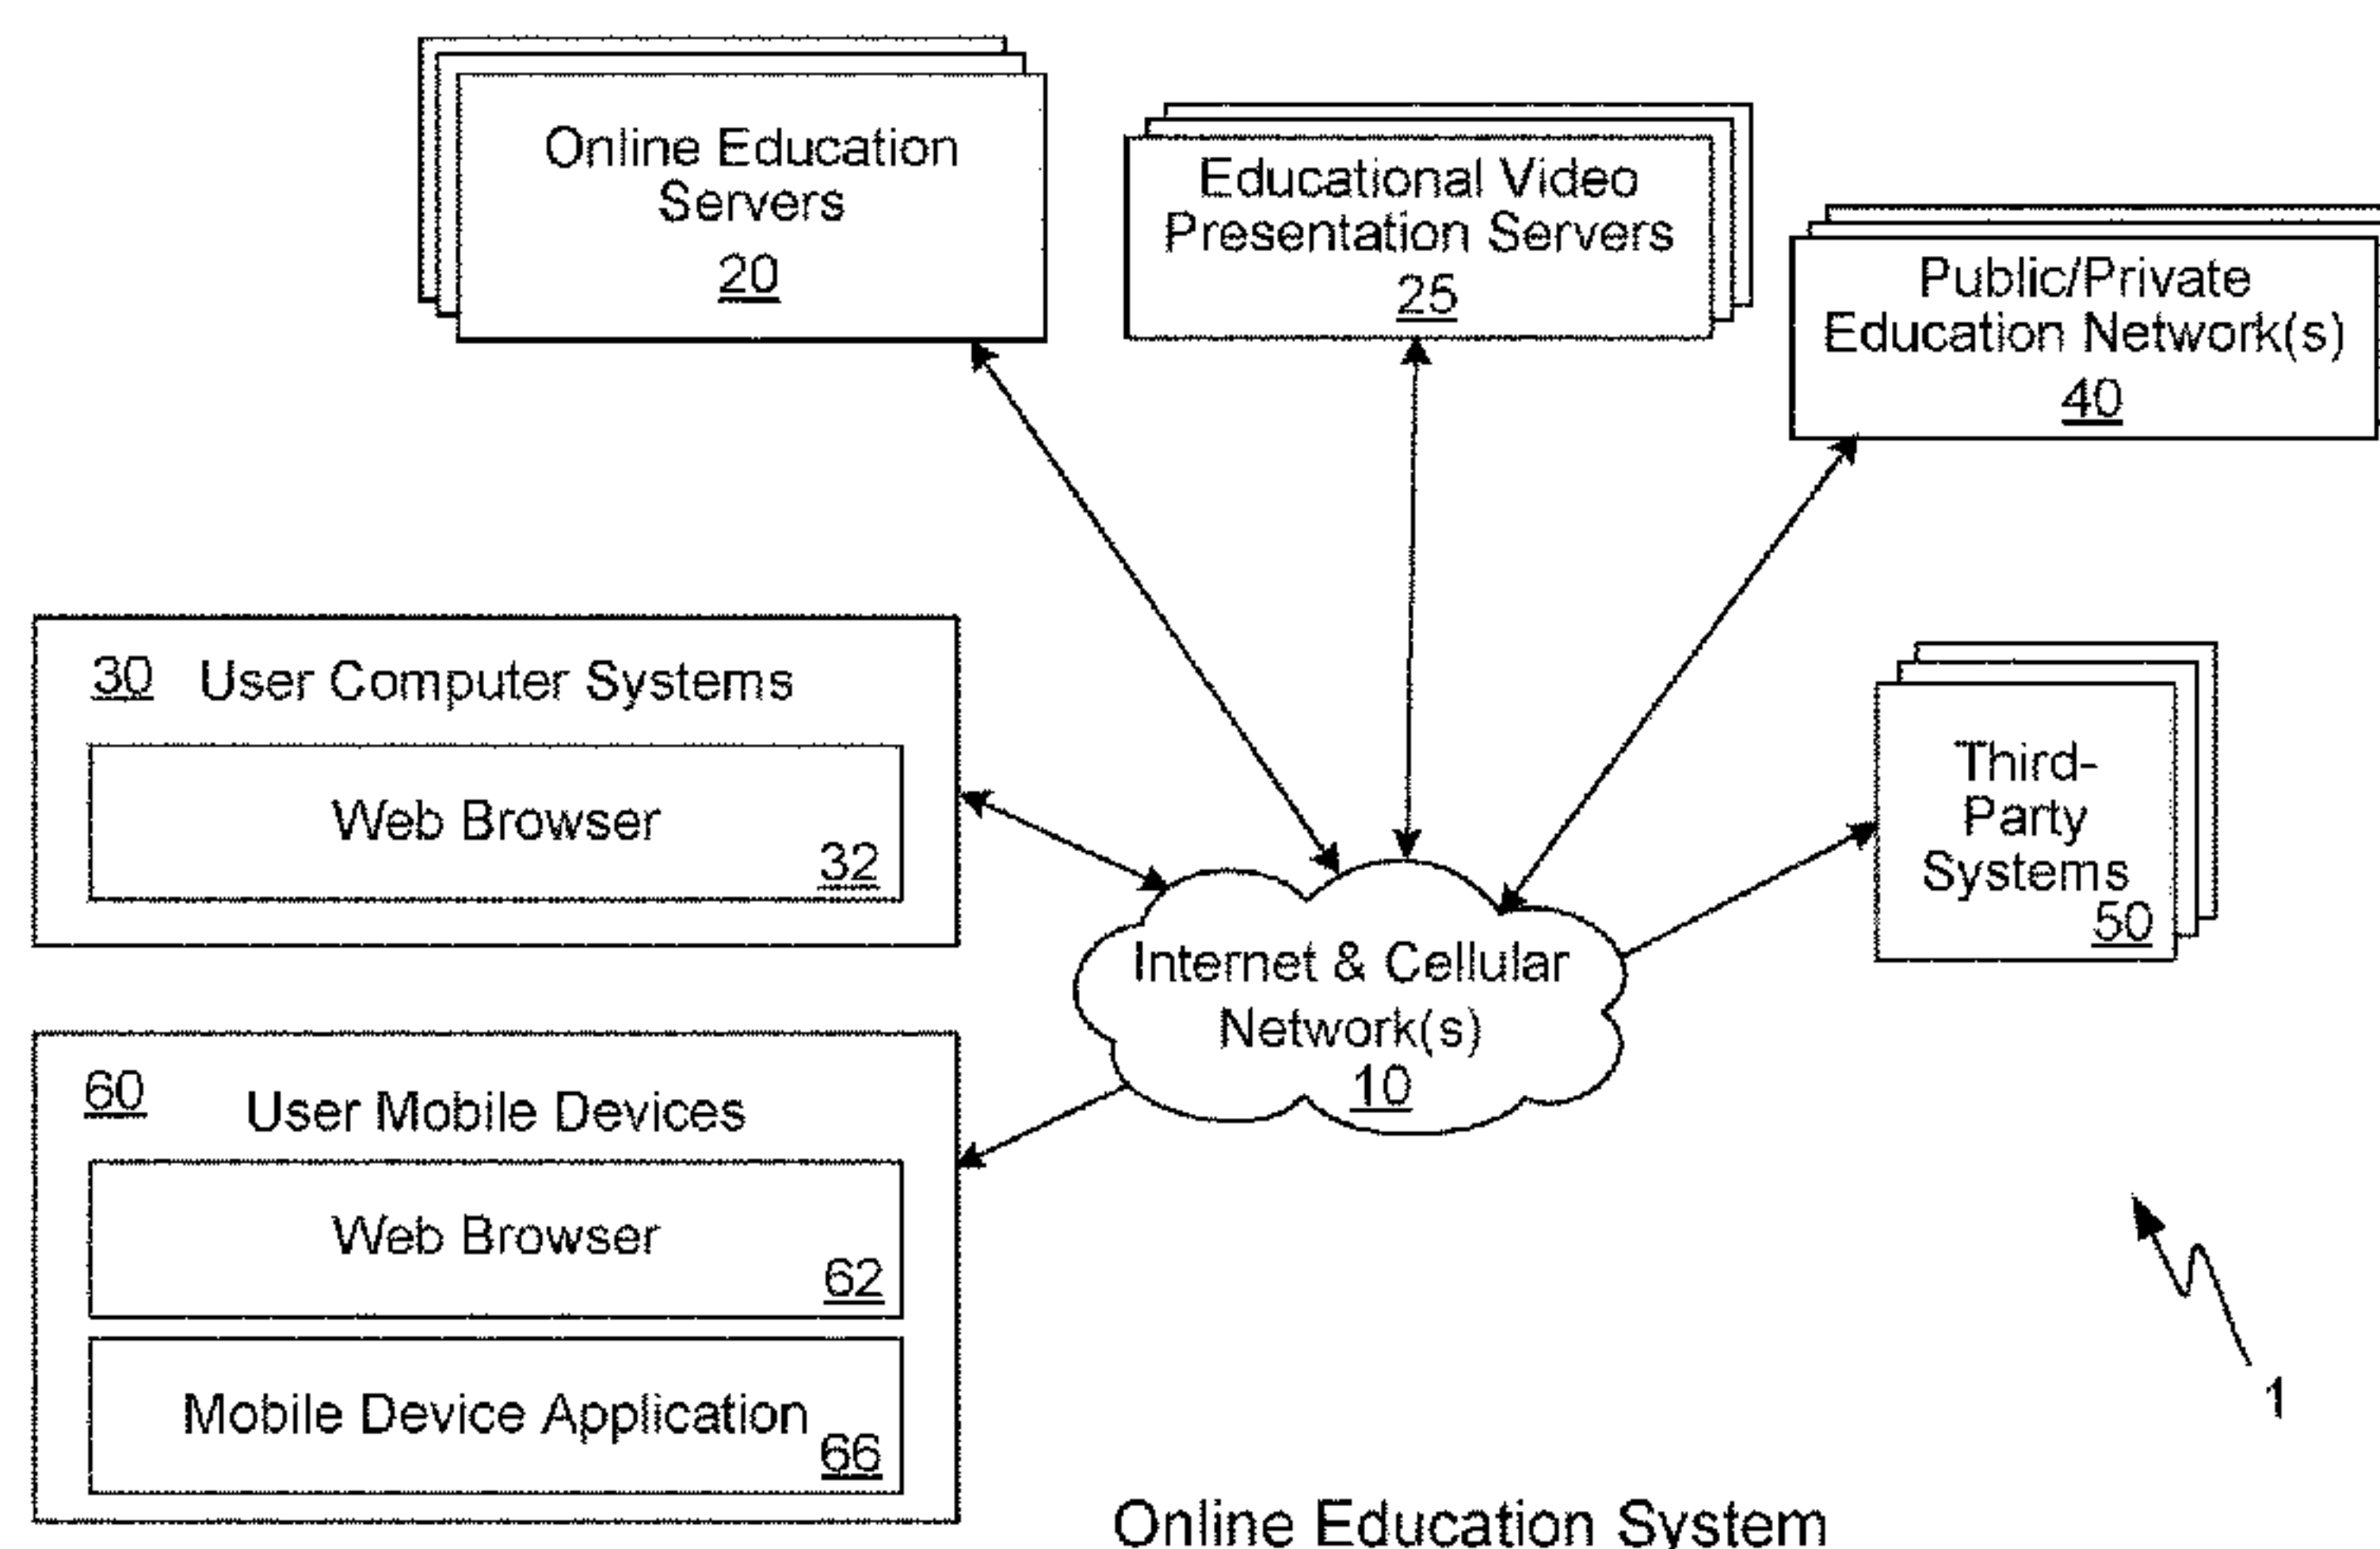 Online Education
Servers
20
Educational Video
Presentation Servers
25
Public/Private
Education Network(s)
40
30 User Computer Systems
Web Browser
32
Third-
Party
Systems
50
Internet & Cellular
Network(s)
10
60
User Mobile Devices
Web Browser
62
Mobile Device Application
66
1
Online Education System